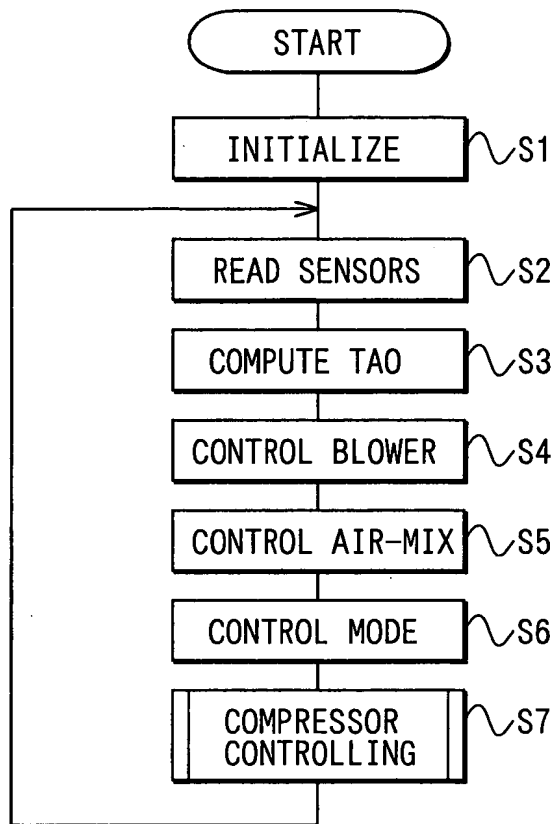 START
INITIALIZE S1
READ SENSORS S2
COMPUTE TAO S3
CONTROL BLOWER S4
CONTROL AIR-MIX S5
CONTROL MODE S6
COMPRESSOR S7
CONTROLLING